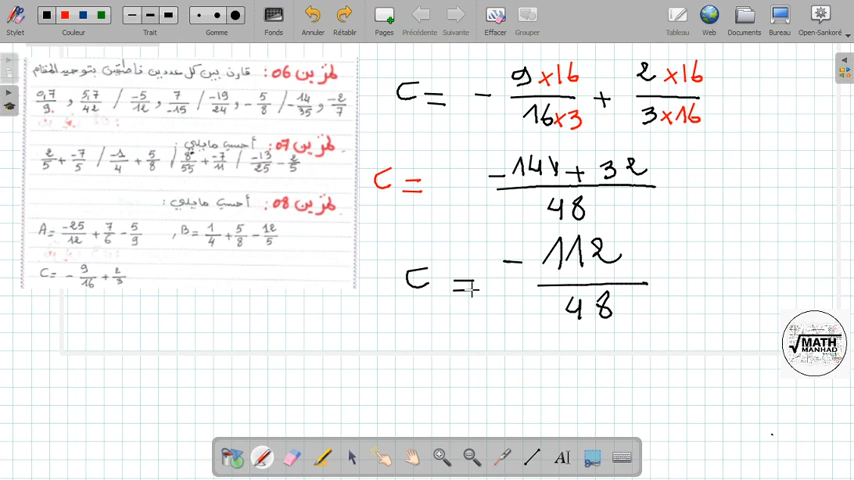 Stylet Couleur Trait Gomme Fonds Annuler Rétablir Pages Précédente Suivante Effacer Grouper Tableau Web Documents Bureau Open-Sankoré
تمرين 06: قارن بين كل عددين ناطقين بتوحيد المقام
9,7/9. , 5,7/42 / -5/12 , 7/-15 / -19/24 , -5/8 / -14/35 , -2/7
تمرين 07: أحسب مايلي
2/5 + -7/5 / -1/4 + 5/8 / 8/55 + -7/11 / -13/25 - 2/5
تمرين 08: أحسب مايلي:
A = -25/12 + 7/6 - 5/9 , B = 1/4 + 5/8 - 12/5
C = - 9/16 + 2/3
C = - 9 ×16/16 ×3 + 2 ×16/3 ×16
C = -144 + 32/48
C = - 112/48
MATH
MANHAD